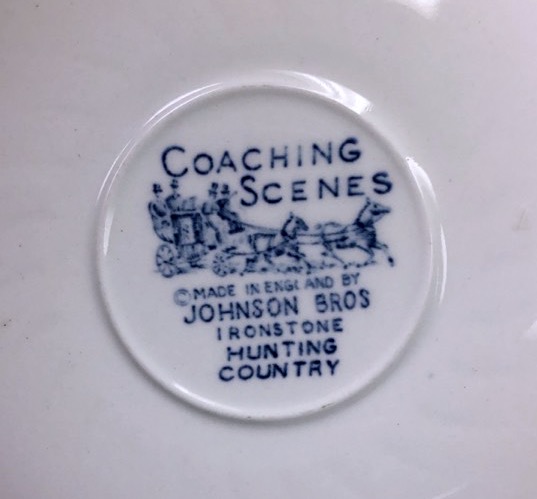 COACHING
SCENES
©MADE IN ENGLAND BY
JOHNSON BROS
IRONSTONE
HUNTING
COUNTRY